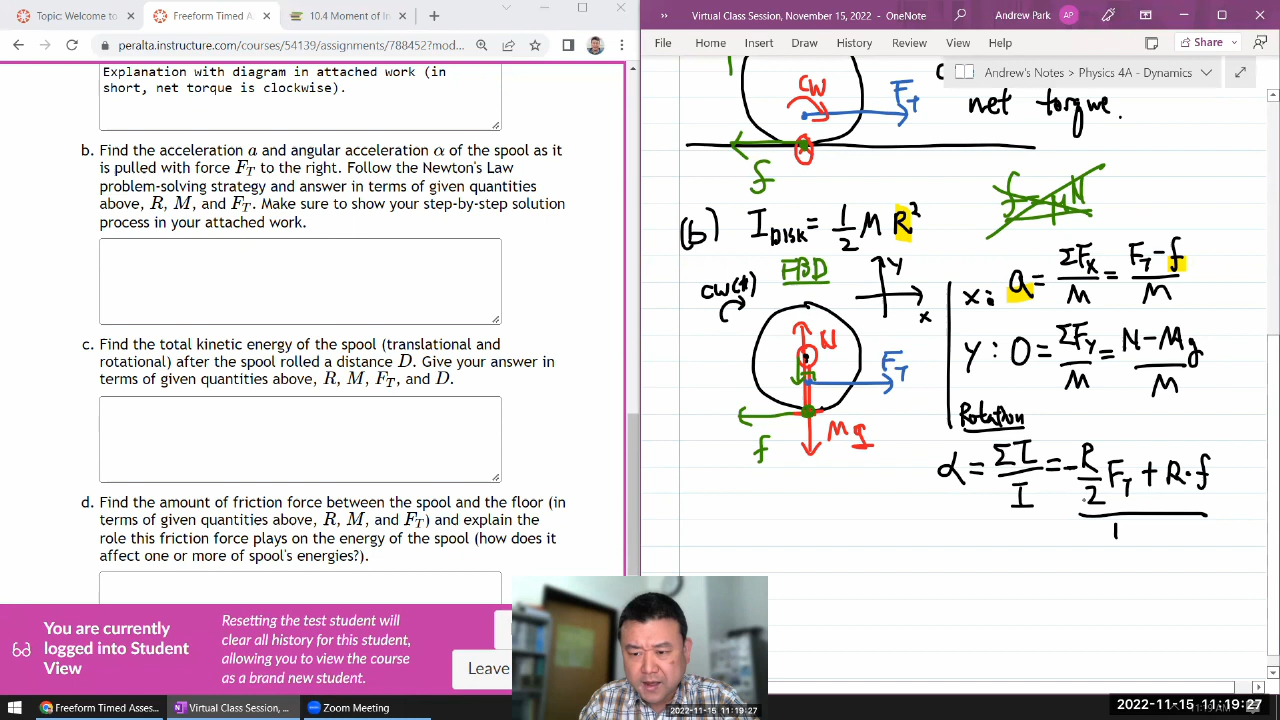 Topic: Welcome to
Freeform Timed As
10.4 Moment of In
peralta.instructure.com/courses/54139/assignments/788452?mod...
Explanation with diagram in attached work (in
short, net torque is clockwise).
b. Find the acceleration a and angular acceleration α of the spool as it
is pulled with force F_T to the right. Follow the Newton's Law
problem-solving strategy and answer in terms of given quantities
above, R, M, and F_T. Make sure to show your step-by-step solution
process in your attached work.
c. Find the total kinetic energy of the spool (translational and
rotational) after the spool rolled a distance D. Give your answer in
terms of given quantities above, R, M, F_T, and D.
d. Find the amount of friction force between the spool and the floor (in
terms of given quantities above, R, M, and F_T) and explain the
role this friction force plays on the energy of the spool (how does it
affect one or more of spool's energies?).
You are currently
logged into Student
View
Resetting the test student will
clear all history for this student,
allowing you to view the course
as a brand new student.
Leave
Virtual Class Session, November 15, 2022 - OneNote
Andrew Park
AP
File
Home
Insert
Draw
History
Review
View
Help
Share
Andrew's Notes > Physics 4A - Dynamics
CW
F_T
net torque.
f
f = μN
(b) I_DISK = 1/2 M R²
FBD
CW(+)
Y
x
N
F_T
f
Mg
x: a = ΣF_x/M = F_T - f/M
y: 0 = ΣF_y/M = N - Mg/M
Rotation
α = Στ/I = -R/2 F_T + R·f
Freeform Timed Asses...
Virtual Class Session, ...
Zoom Meeting
2022-11-15 11:19:27
2022-11-15 11:19:27